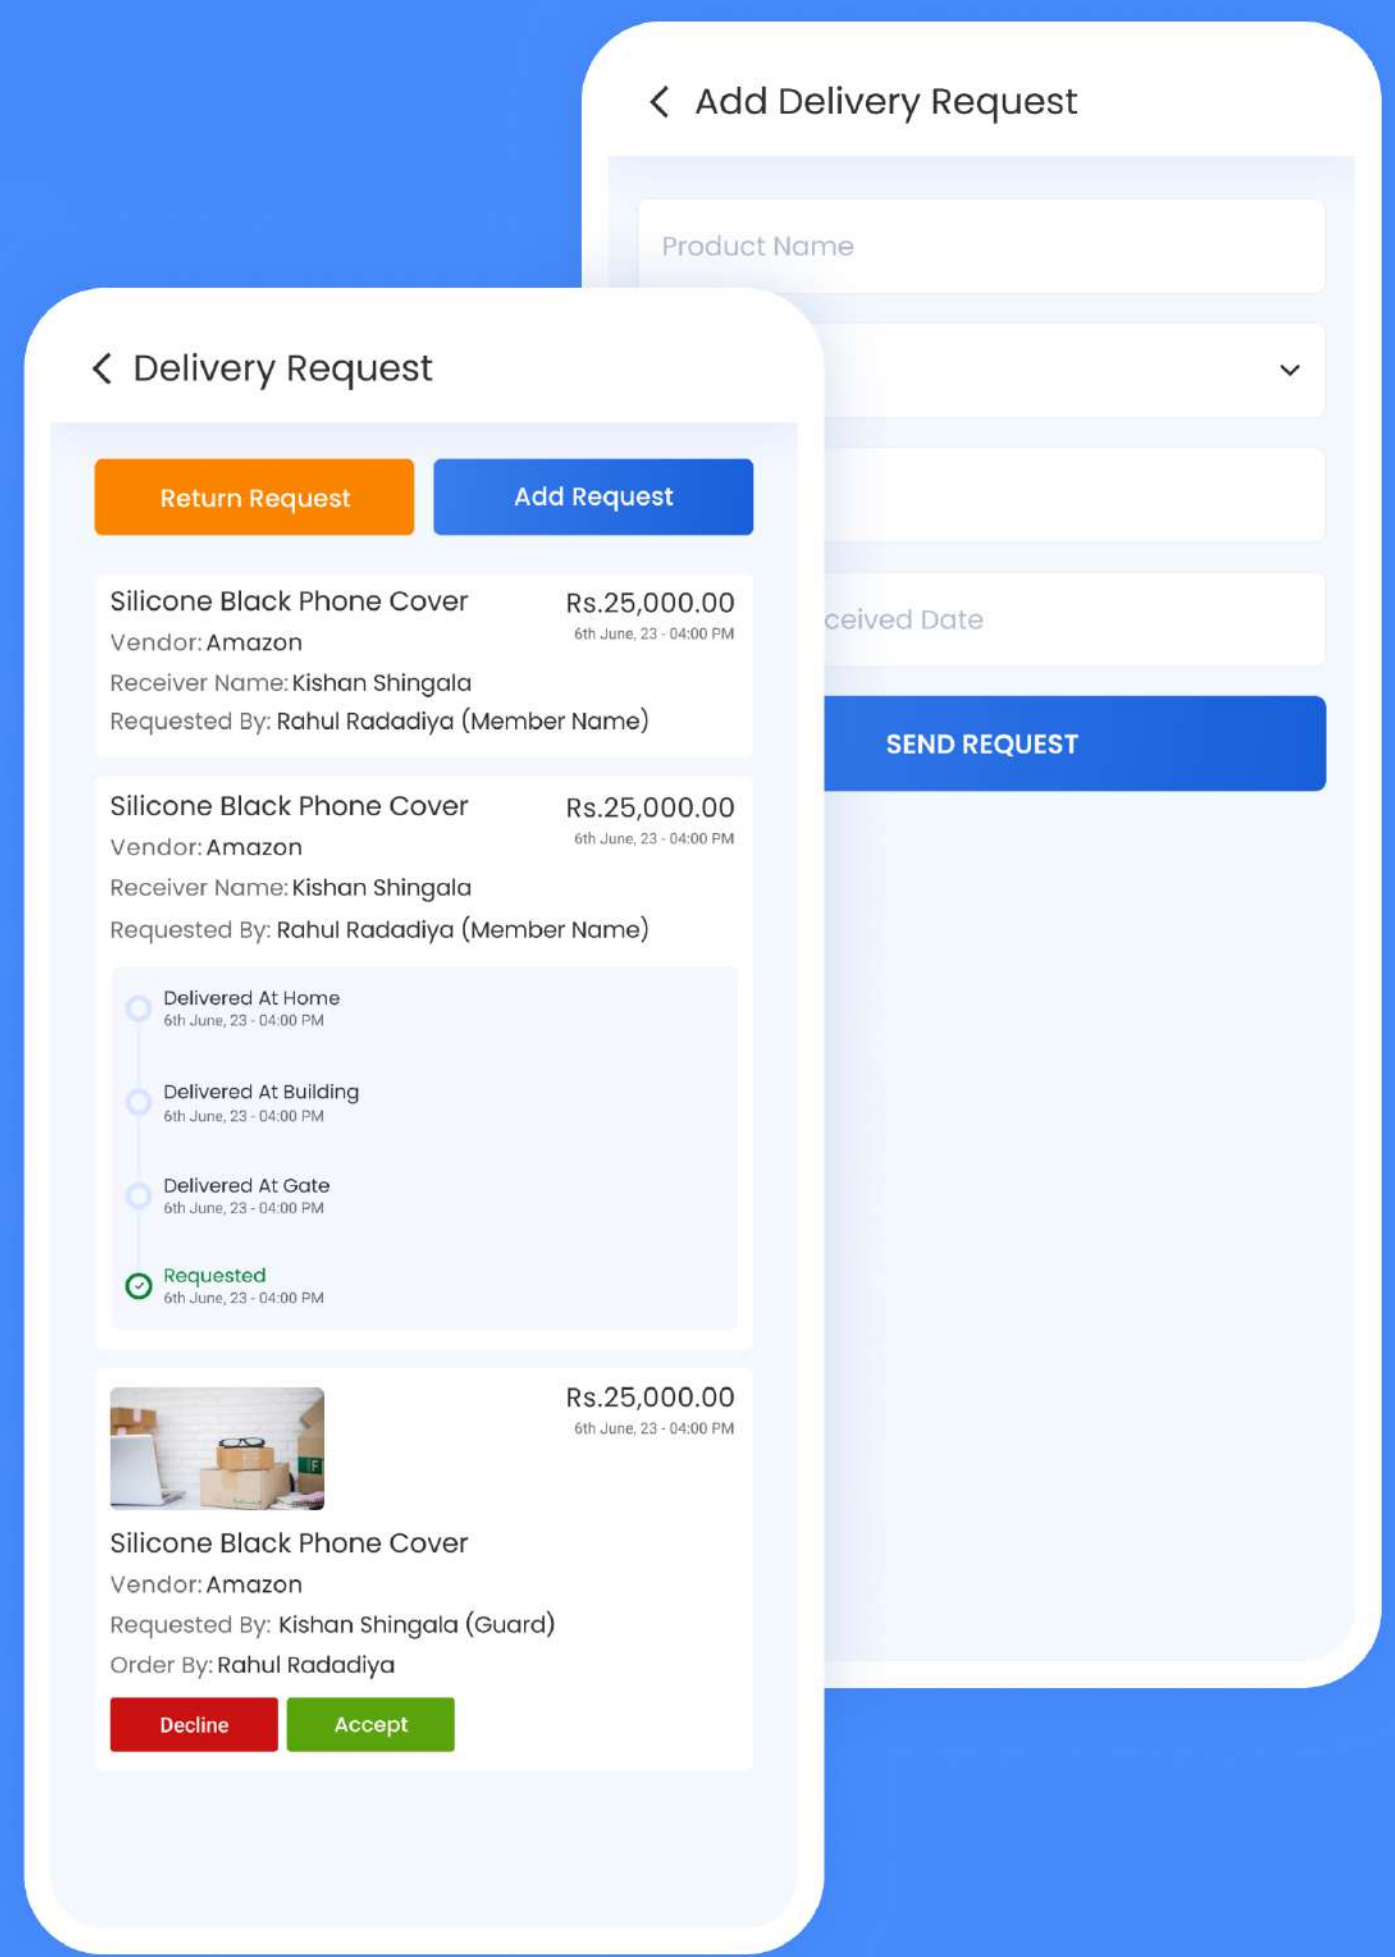 Add Delivery Request
Product Name
ceived Date
SEND REQUEST
Delivery Request
Return Request
Add Request
Silicone Black Phone Cover
Rs.25,000.00
Vendor: Amazon
6th June, 23 - 04:00 PM
Receiver Name: Kishan Shingala
Requested By: Rahul Radadiya (Member Name)
Silicone Black Phone Cover
Rs.25,000.00
Vendor: Amazon
6th June, 23 - 04:00 PM
Receiver Name: Kishan Shingala
Requested By: Rahul Radadiya (Member Name)
Delivered At Home
6th June, 23 - 04:00 PM
Delivered At Building
6th June, 23 - 04:00 PM
Delivered At Gate
6th June, 23 - 04:00 PM
Requested
6th June, 23 - 04:00 PM
Rs.25,000.00
6th June, 23 - 04:00 PM
Silicone Black Phone Cover
Vendor: Amazon
Requested By: Kishan Shingala (Guard)
Order By: Rahul Radadiya
Decline
Accept